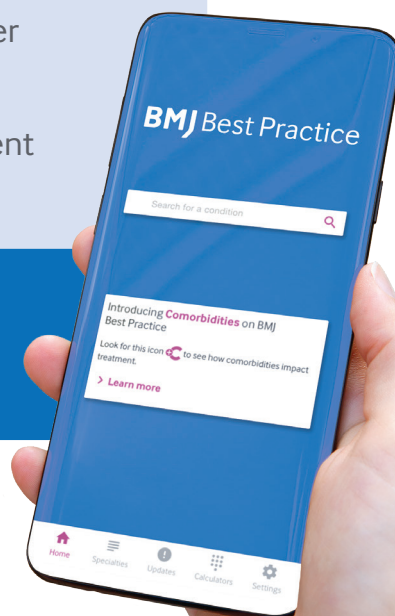 er
ent
BMJ Best Practice
Search for a condition
Introducing Comorbidities on BMJ
Best Practice
Look for this icon to see how comorbidities impact
treatment.
> Learn more
Home Specialties Updates Calculators Settings